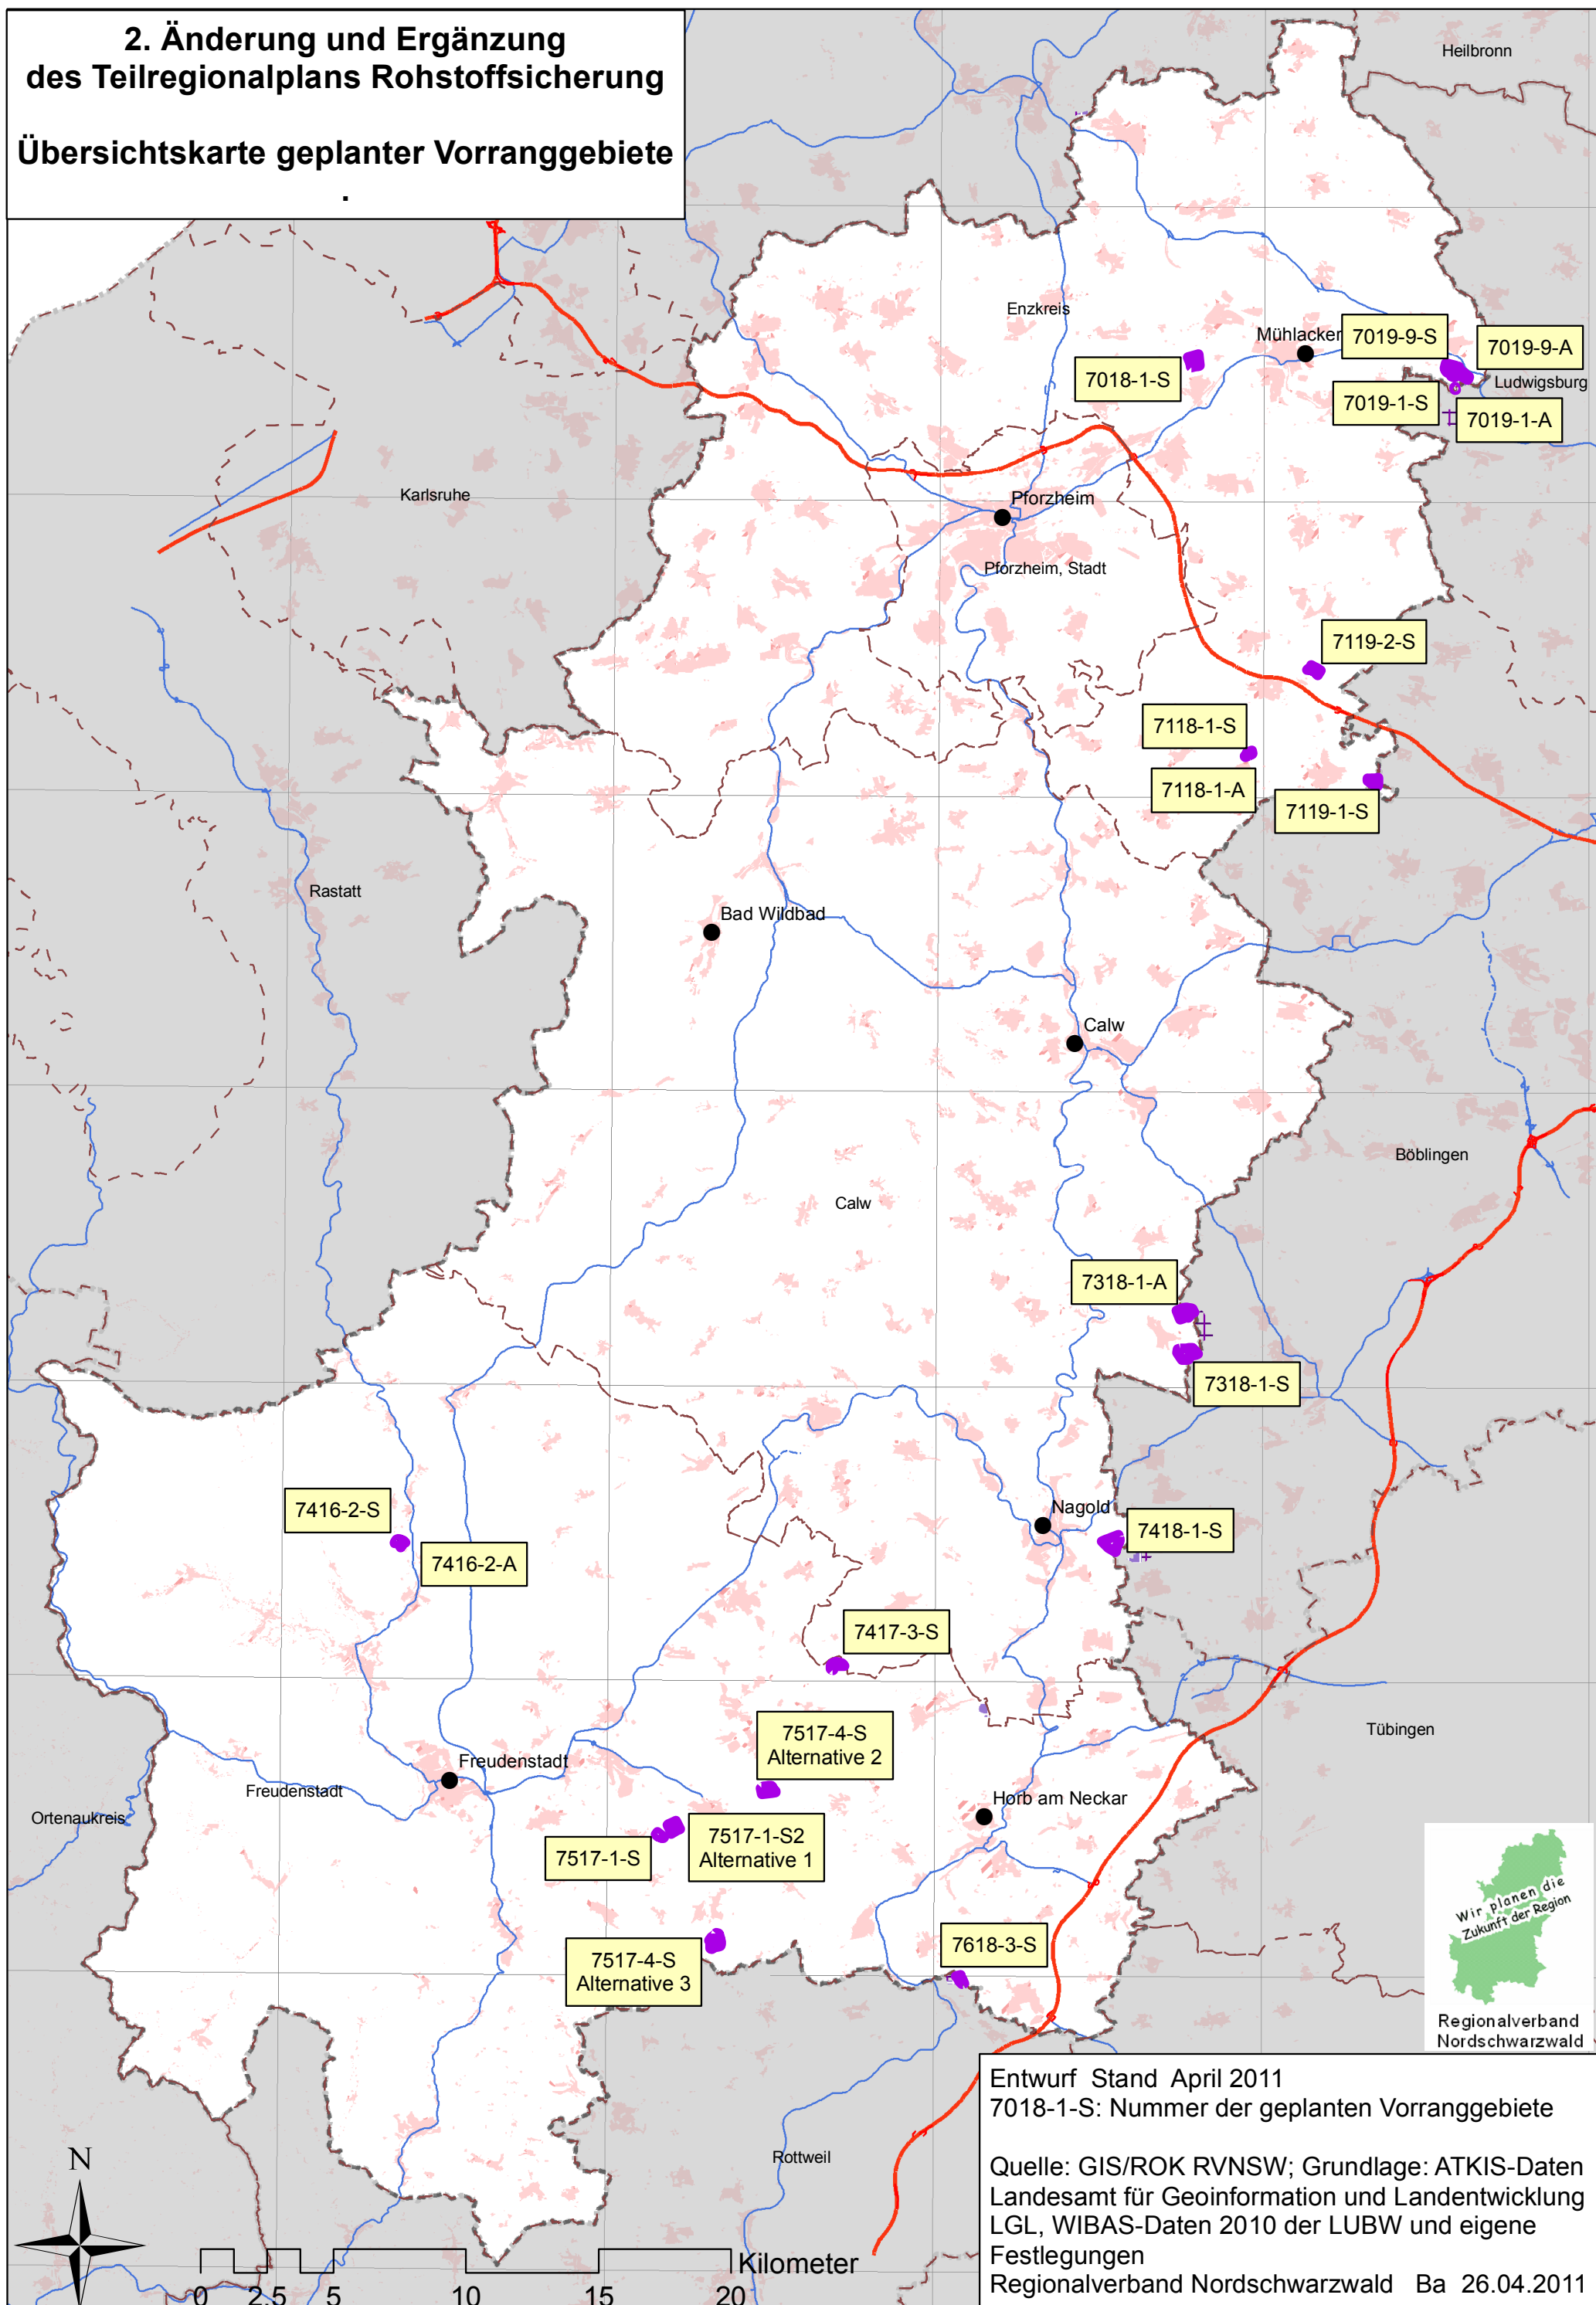 2. Änderung und Ergänzung
des Teilregionalplans Rohstoffsicherung
Übersichtskarte geplanter Vorranggebiete
.
Heilbronn
Enzkreis
Mühlacker
7019-9-S
7019-9-A
7018-1-S
Ludwigsburg
7019-1-S
7019-1-A
Karlsruhe
Pforzheim
Pforzheim, Stadt
7119-2-S
7118-1-S
7118-1-A
7119-1-S
Rastatt
Bad Wildbad
Calw
Böblingen
Calw
7318-1-A
7318-1-S
7416-2-S
Nagold
7418-1-S
7416-2-A
7417-3-S
7517-4-S
Alternative 2
Tübingen
Freudenstadt
Freudenstadt
Horb am Neckar
Ortenaukreis
7517-1-S2
Alternative 1
7517-1-S
7618-3-S
7517-4-S
Alternative 3
Wir planen die
Zukunft der Region
Regionalverband
Nordschwarzwald
Rottweil
N
Kilometer
0 2,5 5 10 15 20
Entwurf Stand April 2011
7018-1-S: Nummer der geplanten Vorranggebiete
Quelle: GIS/ROK RVNSW; Grundlage: ATKIS-Daten
Landesamt für Geoinformation und Landentwicklung
LGL, WIBAS-Daten 2010 der LUBW und eigene
Festlegungen
Regionalverband Nordschwarzwald Ba 26.04.2011